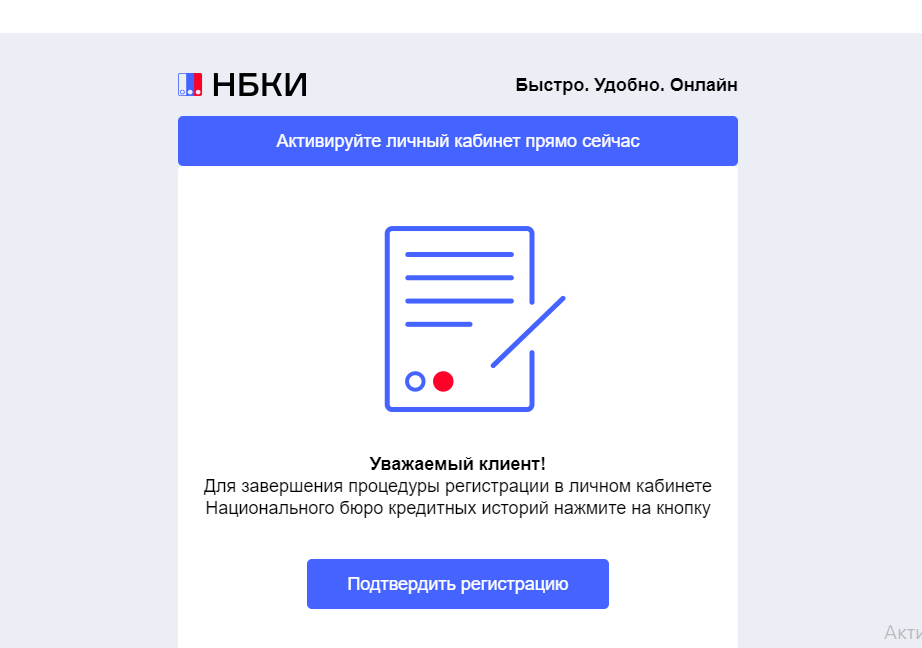 НБКИ
Быстро. Удобно. Онлайн
Активируйте личный кабинет прямо сейчас
Уважаемый клиент!
Для завершения процедуры регистрации в личном кабинете
Национального бюро кредитных историй нажмите на кнопку
Подтвердить регистрацию